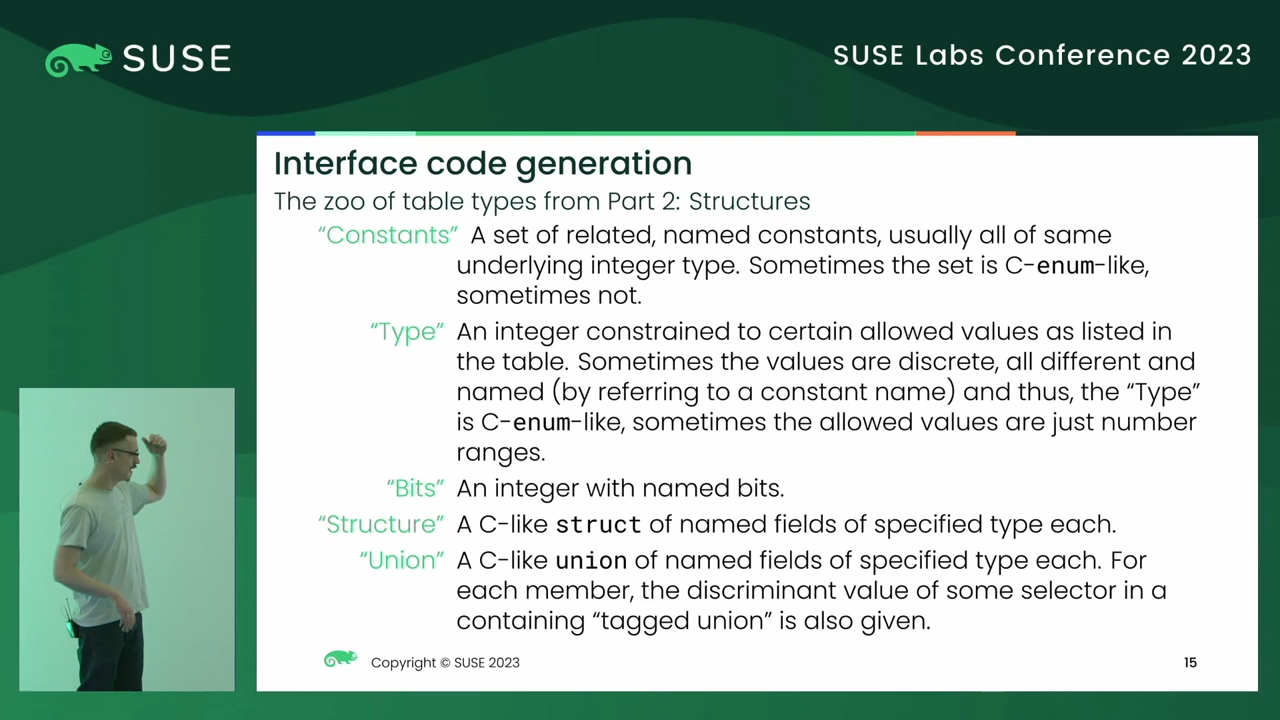 SUSE
SUSE Labs Conference 2023
Interface code generation
The zoo of table types from Part 2: Structures
“Constants” A set of related, named constants, usually all of same
underlying integer type. Sometimes the set is C-enum-like,
sometimes not.
“Type” An integer constrained to certain allowed values as listed in
the table. Sometimes the values are discrete, all different and
named (by referring to a constant name) and thus, the “Type”
is C-enum-like, sometimes the allowed values are just number
ranges.
“Bits” An integer with named bits.
“Structure” A C-like struct of named fields of specified type each.
“Union” A C-like union of named fields of specified type each. For
each member, the discriminant value of some selector in a
containing “tagged union” is also given.
Copyright © SUSE 2023
15